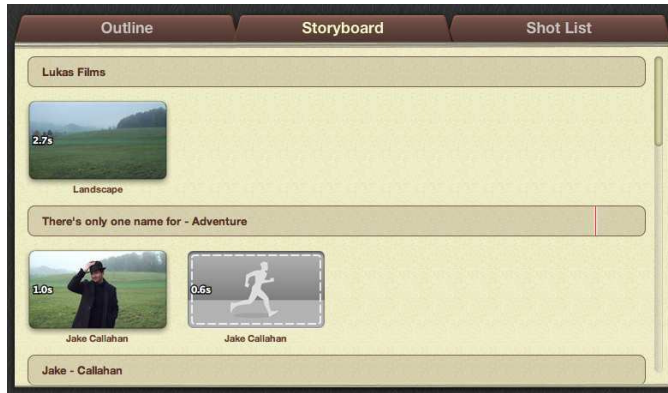 Outline
Storyboard
Shot List
Lukas Films
2.7s
Landscape
There's only one name for - Adventure
1.0s
0.6s
Jake Callahan
Jake Callahan
Jake - Callahan